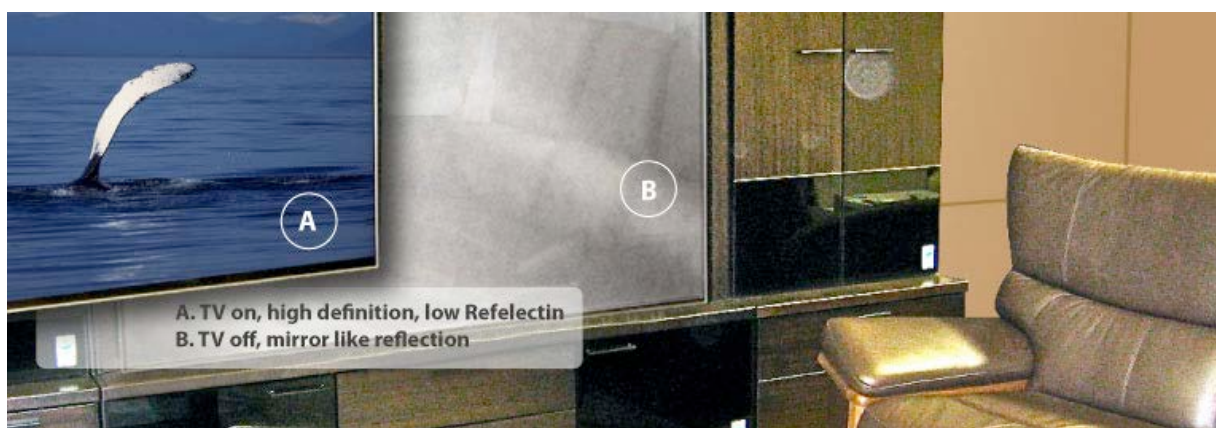 A
B
A. TV on, high definition, low Refelectin
B. TV off, mirror like reflection